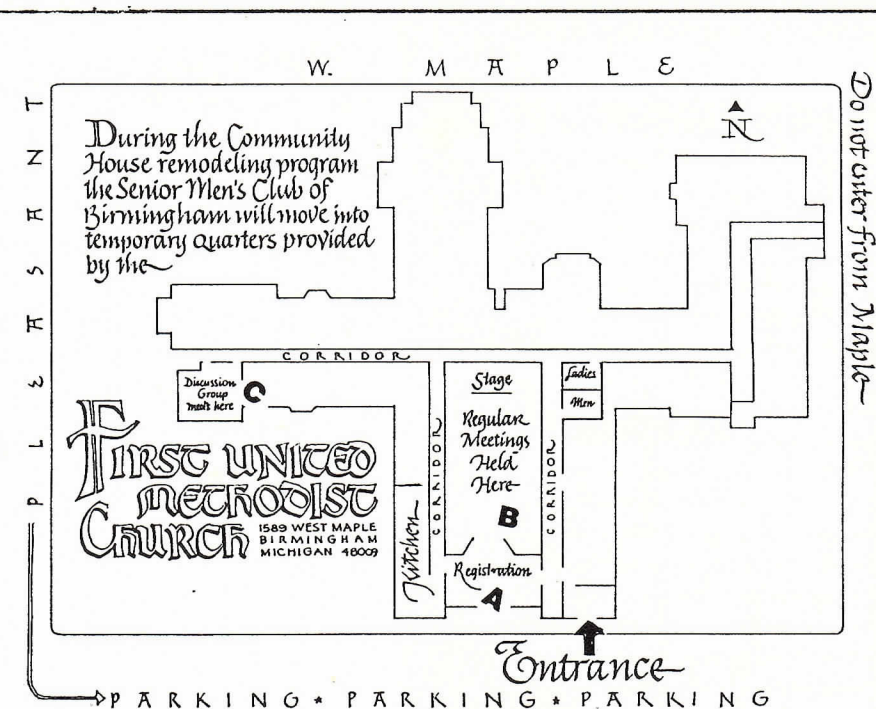 W. MAPLE
PLEASANT
N
Do not enter from Maple
During the Community
House remodeling program
the Senior Men's Club of
Birmingham will move into
temporary quarters provided
by the
FIRST UNITED
METHODIST
CHURCH
1589 WEST MAPLE
BIRMINGHAM
MICHIGAN 48009
CORRIDOR
Discussion
Group
meets here
C
Stage
Regular
Meetings
Held
Here
B
Ladies
Men
CORRIDOR
CORRIDOR
Kitchen
Registration
A
Entrance
PARKING * PARKING * PARKING